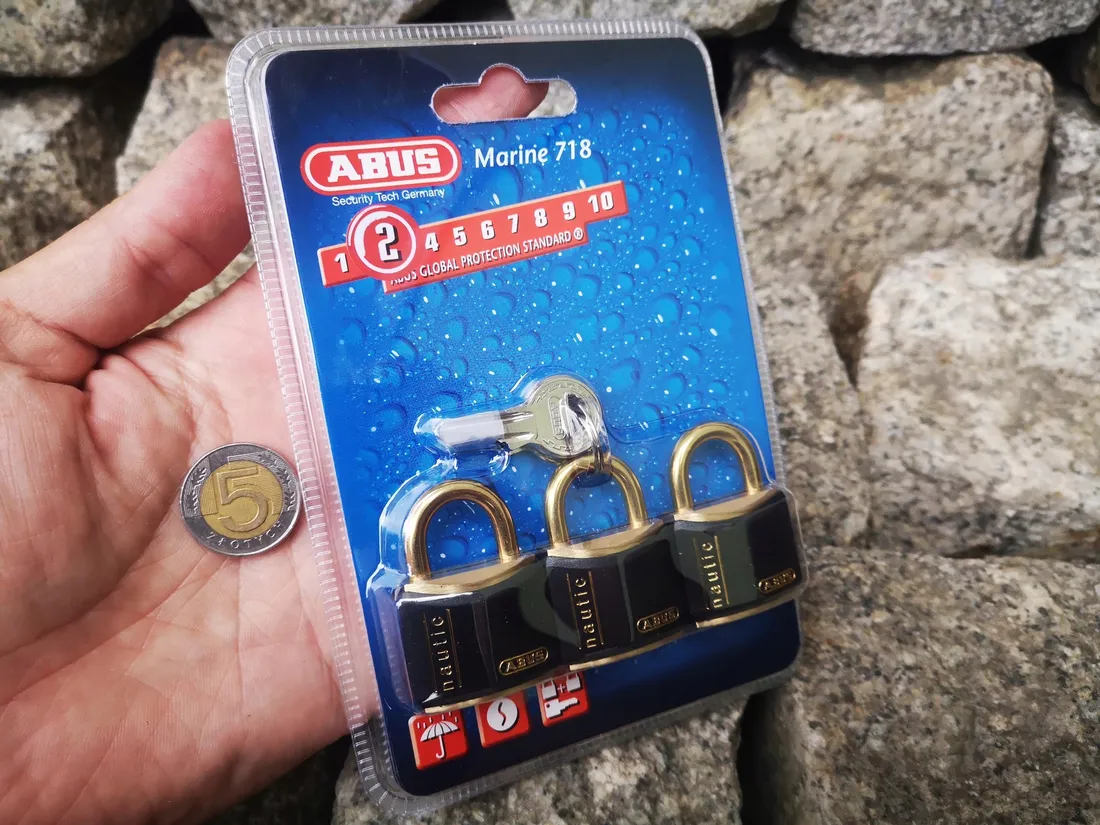 ABUS
Marine 718
Security Tech Germany
1 2 4 5 6 7 8 9 10
ABUS GLOBAL PROTECTION STANDARD ®
5
ZŁOTYCH
nautic
ABUS
nautic
ABUS
nautic
ABUS